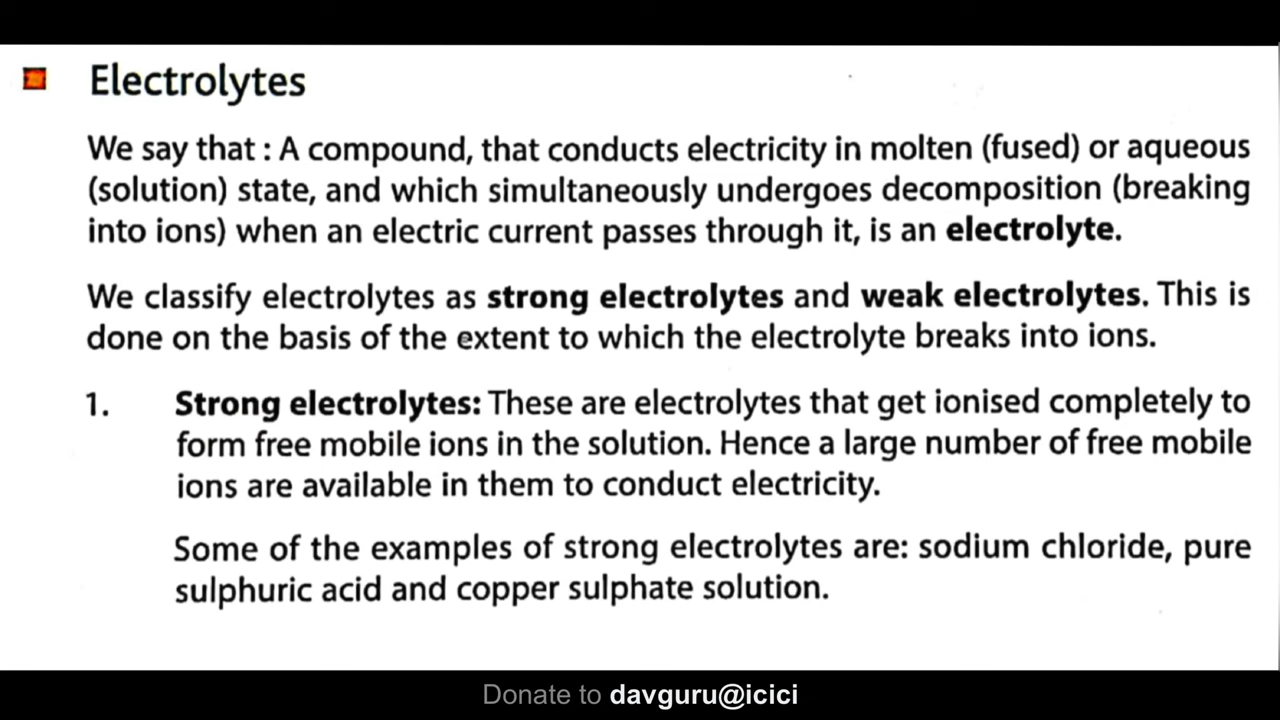 Electrolytes
We say that : A compound, that conducts electricity in molten (fused) or aqueous
(solution) state, and which simultaneously undergoes decomposition (breaking
into ions) when an electric current passes through it, is an electrolyte.
We classify electrolytes as strong electrolytes and weak electrolytes. This is
done on the basis of the extent to which the electrolyte breaks into ions.
1. Strong electrolytes: These are electrolytes that get ionised completely to
form free mobile ions in the solution. Hence a large number of free mobile
ions are available in them to conduct electricity.
Some of the examples of strong electrolytes are: sodium chloride, pure
sulphuric acid and copper sulphate solution.
Donate to davguru@icici